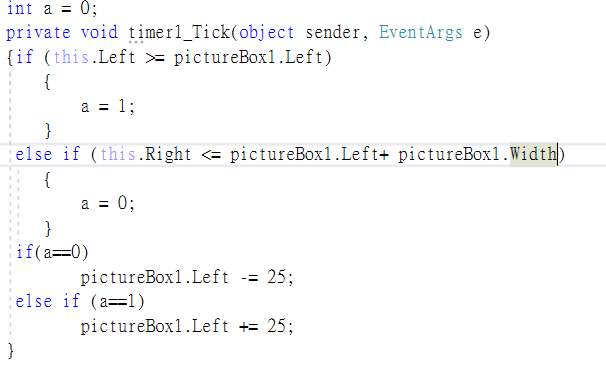 int a = 0;
private void timer1_Tick(object sender, EventArgs e)
{if (this.Left >= pictureBox1.Left)
{
a = 1;
}
else if (this.Right <= pictureBox1.Left+ pictureBox1.Width)
{
a = 0;
}
if(a==0)
pictureBox1.Left -= 25;
else if (a==1)
pictureBox1.Left += 25;
}